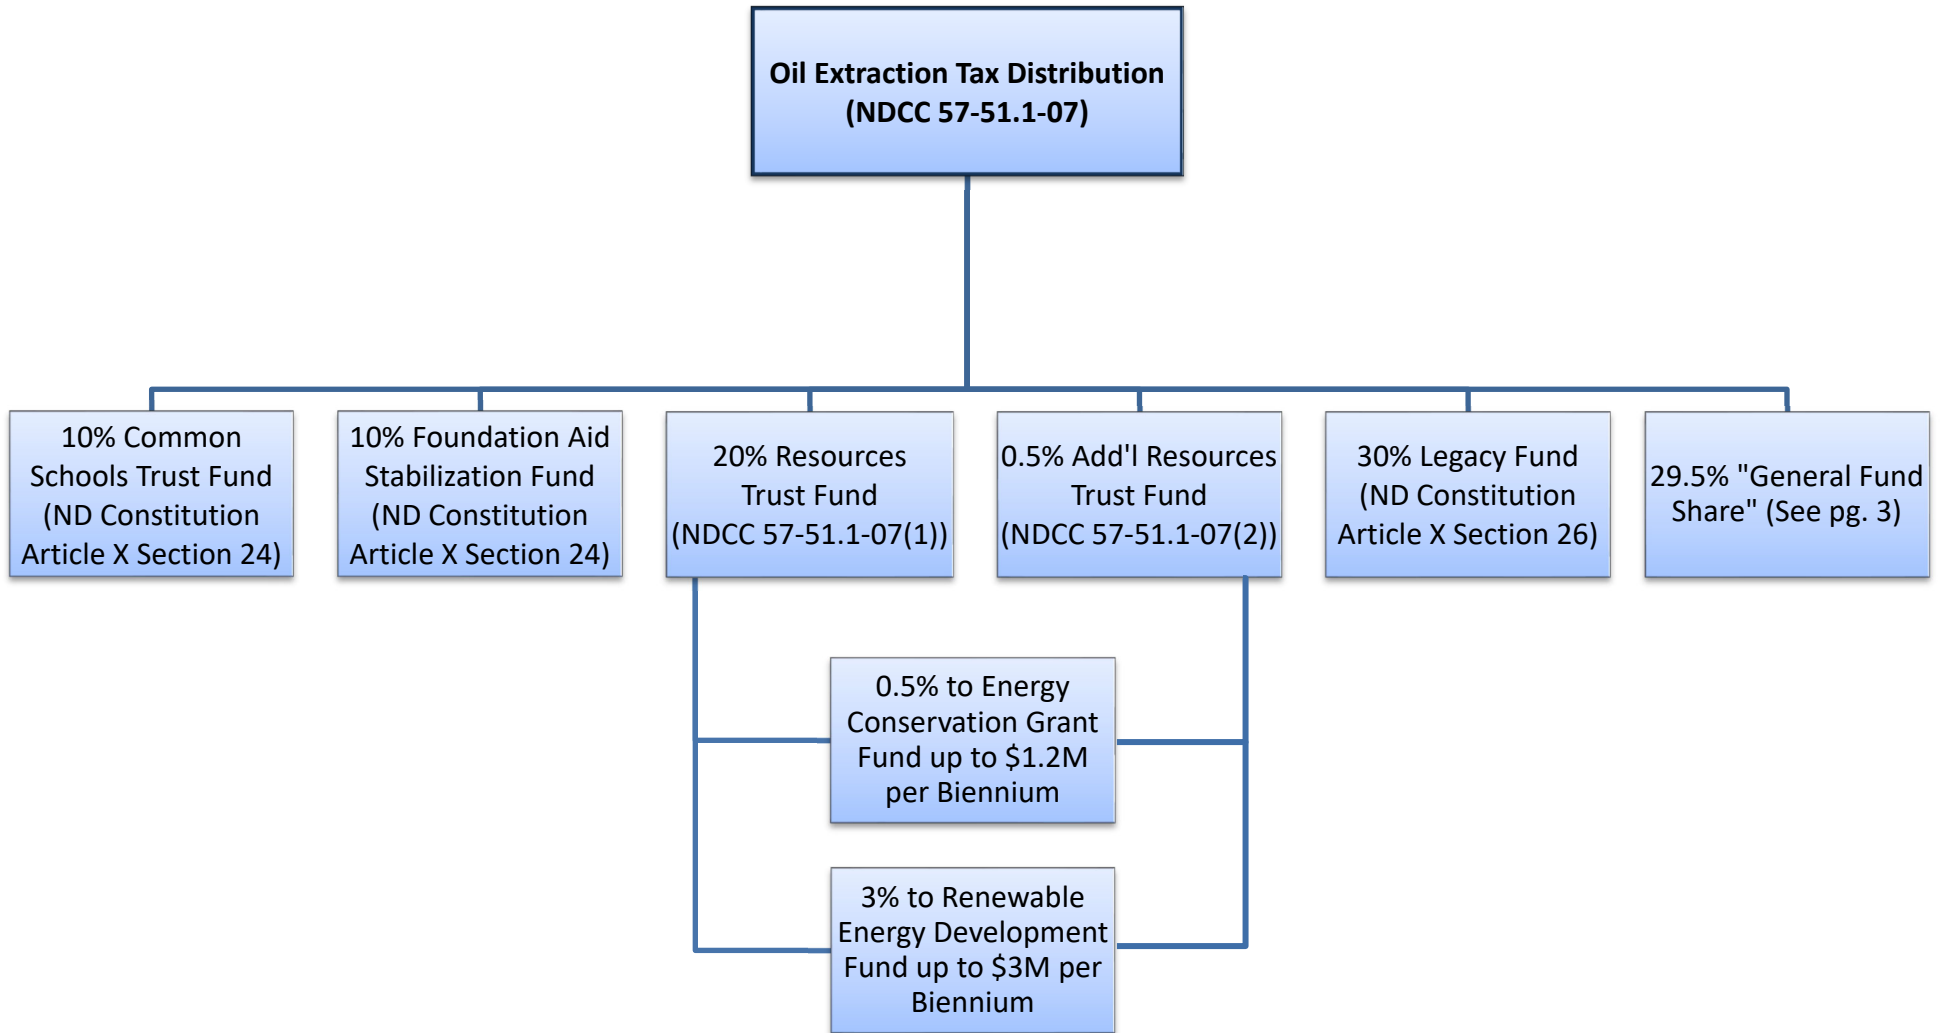 Oil Extraction Tax Distribution
(NDCC 57-51.1-07)
10% Common
Schools Trust Fund
(ND Constitution
Article X Section 24)
10% Foundation Aid
Stabilization Fund
(ND Constitution
Article X Section 24)
20% Resources
Trust Fund
(NDCC 57-51.1-07(1))
0.5% Add'l Resources
Trust Fund
(NDCC 57-51.1-07(2))
30% Legacy Fund
(ND Constitution
Article X Section 26)
29.5% "General Fund
Share" (See pg. 3)
0.5% to Energy
Conservation Grant
Fund up to $1.2M
per Biennium
3% to Renewable
Energy Development
Fund up to $3M per
Biennium